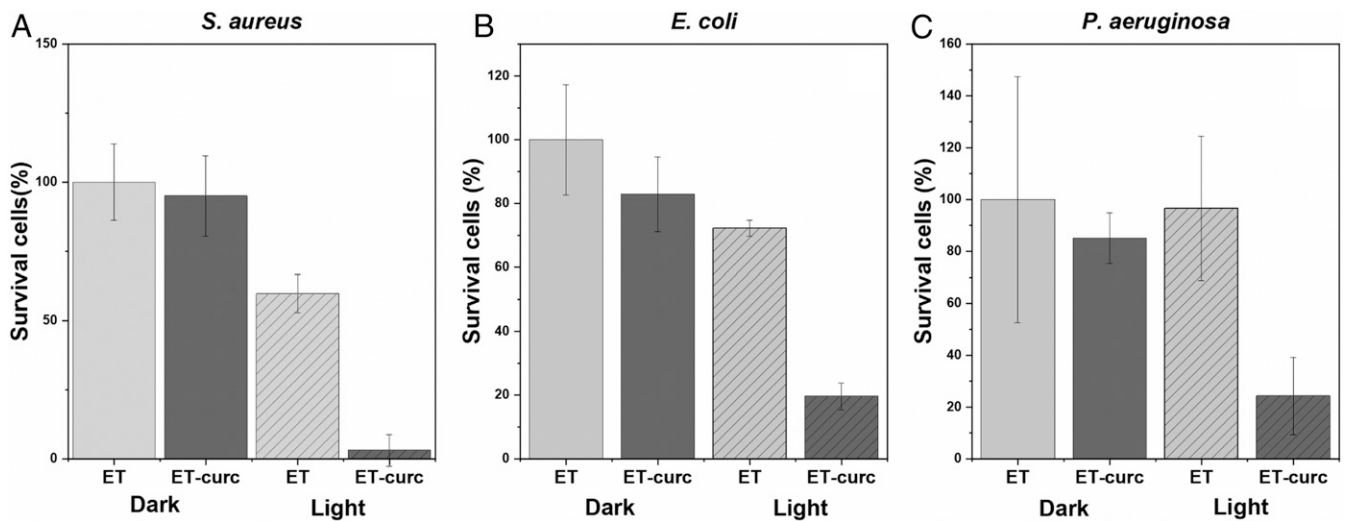 A
S. aureus
150
100
50
0
Survival cells(%)
ET
ET-curc
ET
ET-curc
Dark
Light
B
E. coli
120
100
80
60
40
20
0
Survival cells (%)
ET
ET-curc
ET
ET-curc
Dark
Light
C
P. aeruginosa
160
140
120
100
80
60
40
20
0
Survival cells (%)
ET
ET-curc
ET
ET-curc
Dark
Light